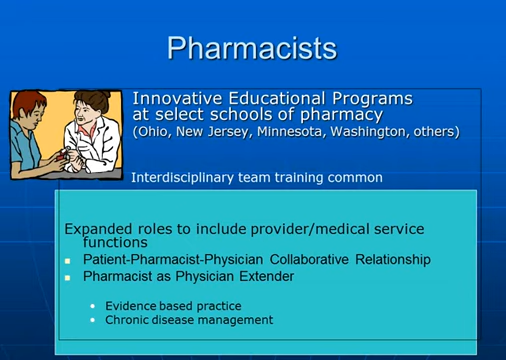 Pharmacists
Innovative Educational Programs
at select schools of pharmacy
(Ohio, New Jersey, Minnesota, Washington, others)
Interdisciplinary team training common
Expanded roles to include provider/medical service
functions
Patient-Pharmacist-Physician Collaborative Relationship
Pharmacist as Physician Extender
Evidence based practice
Chronic disease management